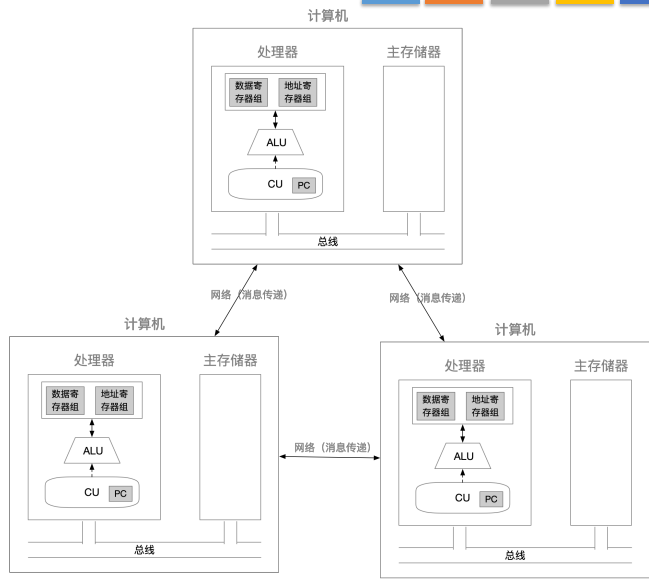 计算机
处理器
主存储器
数据寄
存器组
地址寄
存器组
ALU
CU
PC
总线
网络（消息传递）
网络（消息传递）
计算机
处理器
主存储器
数据寄
存器组
地址寄
存器组
ALU
CU
PC
总线
网络（消息传递）
计算机
处理器
主存储器
数据寄
存器组
地址寄
存器组
ALU
CU
PC
总线